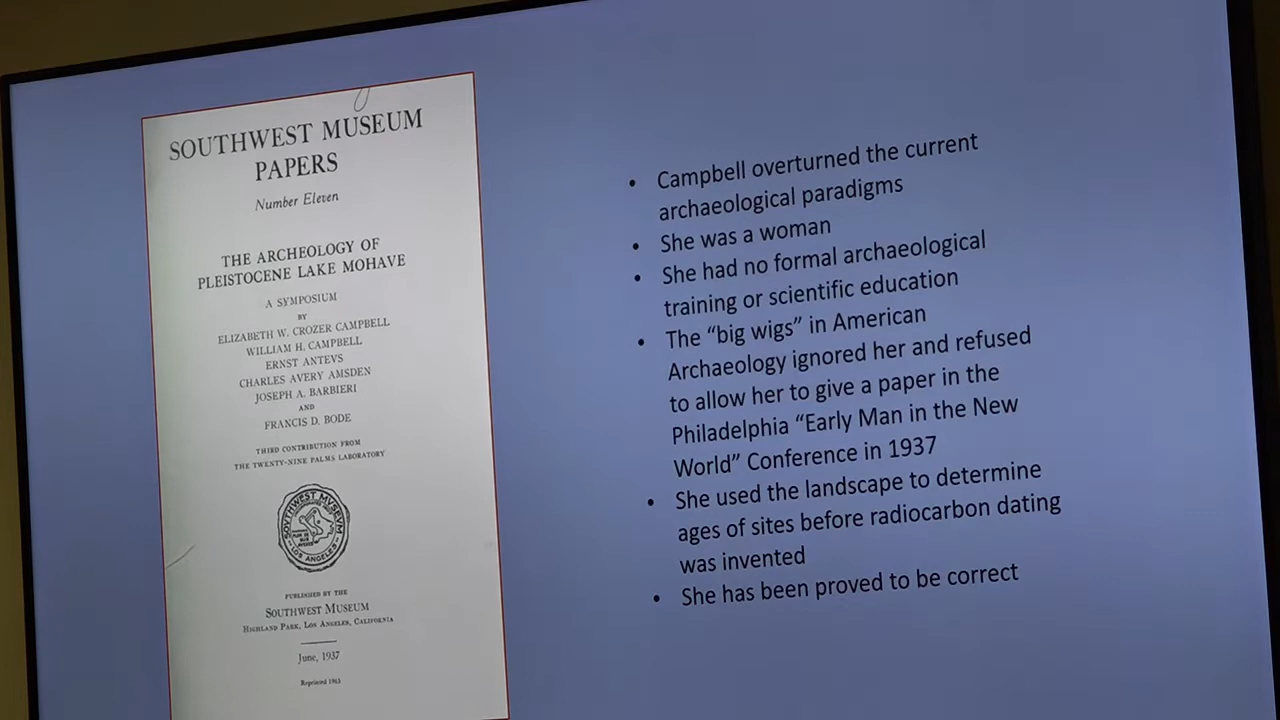 SOUTHWEST MUSEUM
PAPERS
Number Eleven
THE ARCHEOLOGY OF
PLEISTOCENE LAKE MOHAVE
A SYMPOSIUM
BY
ELIZABETH W. CROZER CAMPBELL
WILLIAM H. CAMPBELL
ERNST ANTEVS
CHARLES AVERY AMSDEN
JOSEPH A. BARBIERI
AND
FRANCIS D. BODE
THIRD CONTRIBUTION FROM
THE TWENTY-NINE PALMS LABORATORY
SOUTHWEST MVSEVM
LOS ANGELES
PUBLISHED BY THE
SOUTHWEST MUSEUM
HIGHLAND PARK, LOS ANGELES, CALIFORNIA
June, 1937
Reprinted 1963
• Campbell overturned the current
archaeological paradigms
• She was a woman
• She had no formal archaeological
training or scientific education
• The “big wigs” in American
Archaeology ignored her and refused
to allow her to give a paper in the
Philadelphia “Early Man in the New
World” Conference in 1937
• She used the landscape to determine
ages of sites before radiocarbon dating
was invented
• She has been proved to be correct